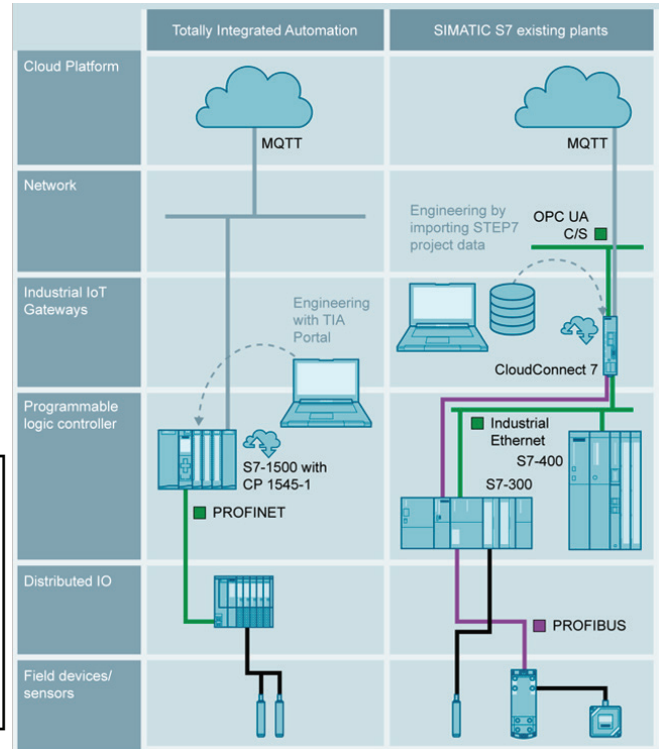 Totally Integrated Automation
SIMATIC S7 existing plants
Cloud Platform
MQTT
MQTT
Network
Engineering by
importing STEP7
project data
OPC UA
C/S
Industrial IoT
Gateways
Engineering
with TIA
Portal
CloudConnect 7
Programmable
logic controller
S7-1500 with
CP 1545-1
PROFINET
Industrial
Ethernet
S7-400
S7-300
Distributed IO
PROFIBUS
Field devices/
sensors